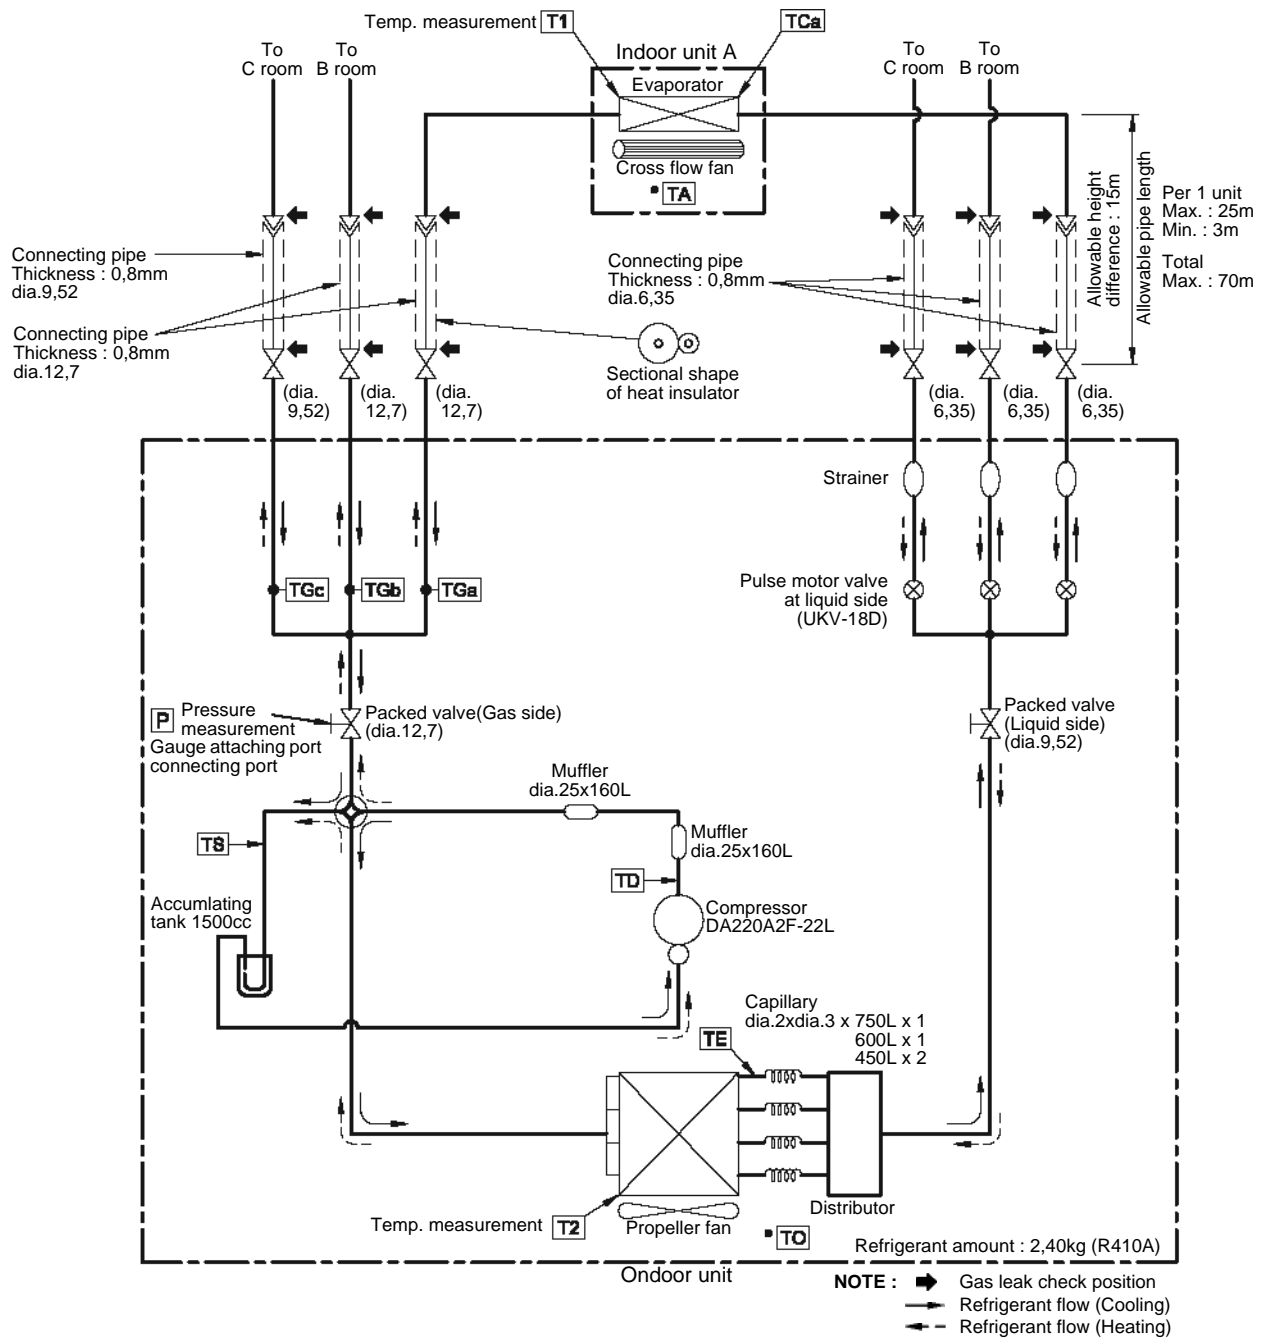 Temp. measurement T1
TCa
To
C room
To
B room
Indoor unit A
To
C room
To
B room
Evaporator
Cross flow fan
TA
Allowable height
difference : 15m
Allowable pipe length
Per 1 unit
Max. : 25m
Min. : 3m
Total
Max. : 70m
Connecting pipe
Thickness : 0,8mm
dia.9,52
Connecting pipe
Thickness : 0,8mm
dia.12,7
Connecting pipe
Thickness : 0,8mm
dia.6,35
Sectional shape
of heat insulator
(dia.
9,52)
(dia.
12,7)
(dia.
12,7)
(dia.
6,35)
(dia.
6,35)
(dia.
6,35)
Strainer
TGc
TGb
TGa
Pulse motor valve
at liquid side
(UKV-18D)
P Pressure
measurement
Gauge attaching port
connecting port
Packed valve(Gas side)
(dia.12,7)
Packed valve
(Liquid side)
(dia.9,52)
Muffler
dia.25x160L
Muffler
dia.25x160L
TS
TD
Accumlating
tank 1500cc
Compressor
DA220A2F-22L
Capillary
dia.2xdia.3 x 750L x 1
600L x 1
450L x 2
TE
Distributor
Temp. measurement T2
Propeller fan
TO
Refrigerant amount : 2,40kg (R410A)
Ondoor unit
NOTE :
Gas leak check position
Refrigerant flow (Cooling)
Refrigerant flow (Heating)